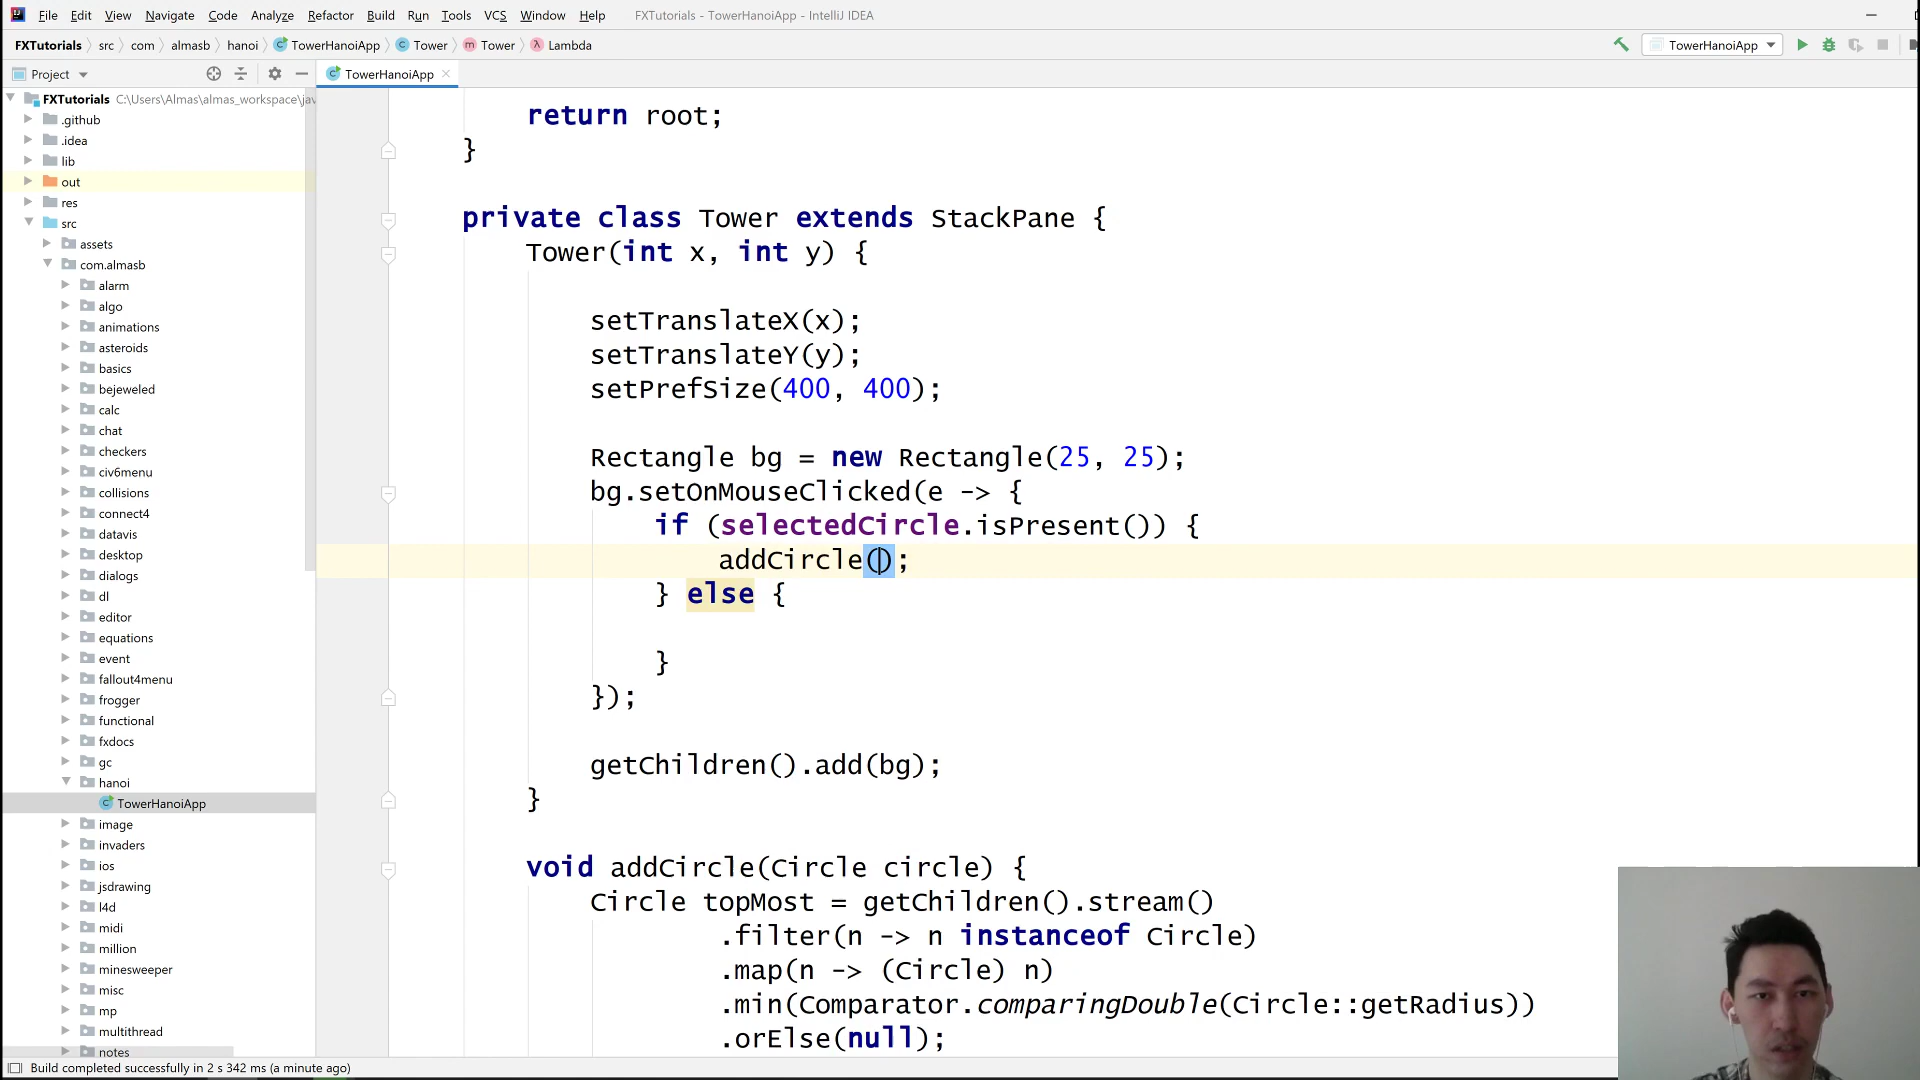 File Edit View Navigate Code Analyze Refactor Build Run Tools VCS Window Help FXTutorials - TowerHanoiApp - IntelliJ IDEA
FXTutorials src com almasb hanoi TowerHanoiApp Tower Tower Lambda TowerHanoiApp
Project TowerHanoiApp
FXTutorials C:\Users\Almas\almas_workspace\jav
.github
.idea
lib
out
res
src
assets
com.almasb
alarm
algo
animations
asteroids
basics
bejeweled
calc
chat
checkers
civ6menu
collisions
connect4
datavis
desktop
dialogs
dl
editor
equations
event
fallout4menu
frogger
functional
fxdocs
gc
hanoi
TowerHanoiApp
image
invaders
ios
jsdrawing
l4d
midi
million
minesweeper
misc
mp
multithread
notes
return root;
}
private class Tower extends StackPane {
Tower(int x, int y) {
setTranslateX(x);
setTranslateY(y);
setPrefSize(400, 400);
Rectangle bg = new Rectangle(25, 25);
bg.setOnMouseClicked(e -> {
if (selectedCircle.isPresent()) {
addCircle();
} else {
}
});
getChildren().add(bg);
}
void addCircle(Circle circle) {
Circle topMost = getChildren().stream()
.filter(n -> n instanceof Circle)
.map(n -> (Circle) n)
.min(Comparator.comparingDouble(Circle::getRadius))
.orElse(null);
Build completed successfully in 2 s 342 ms (a minute ago)